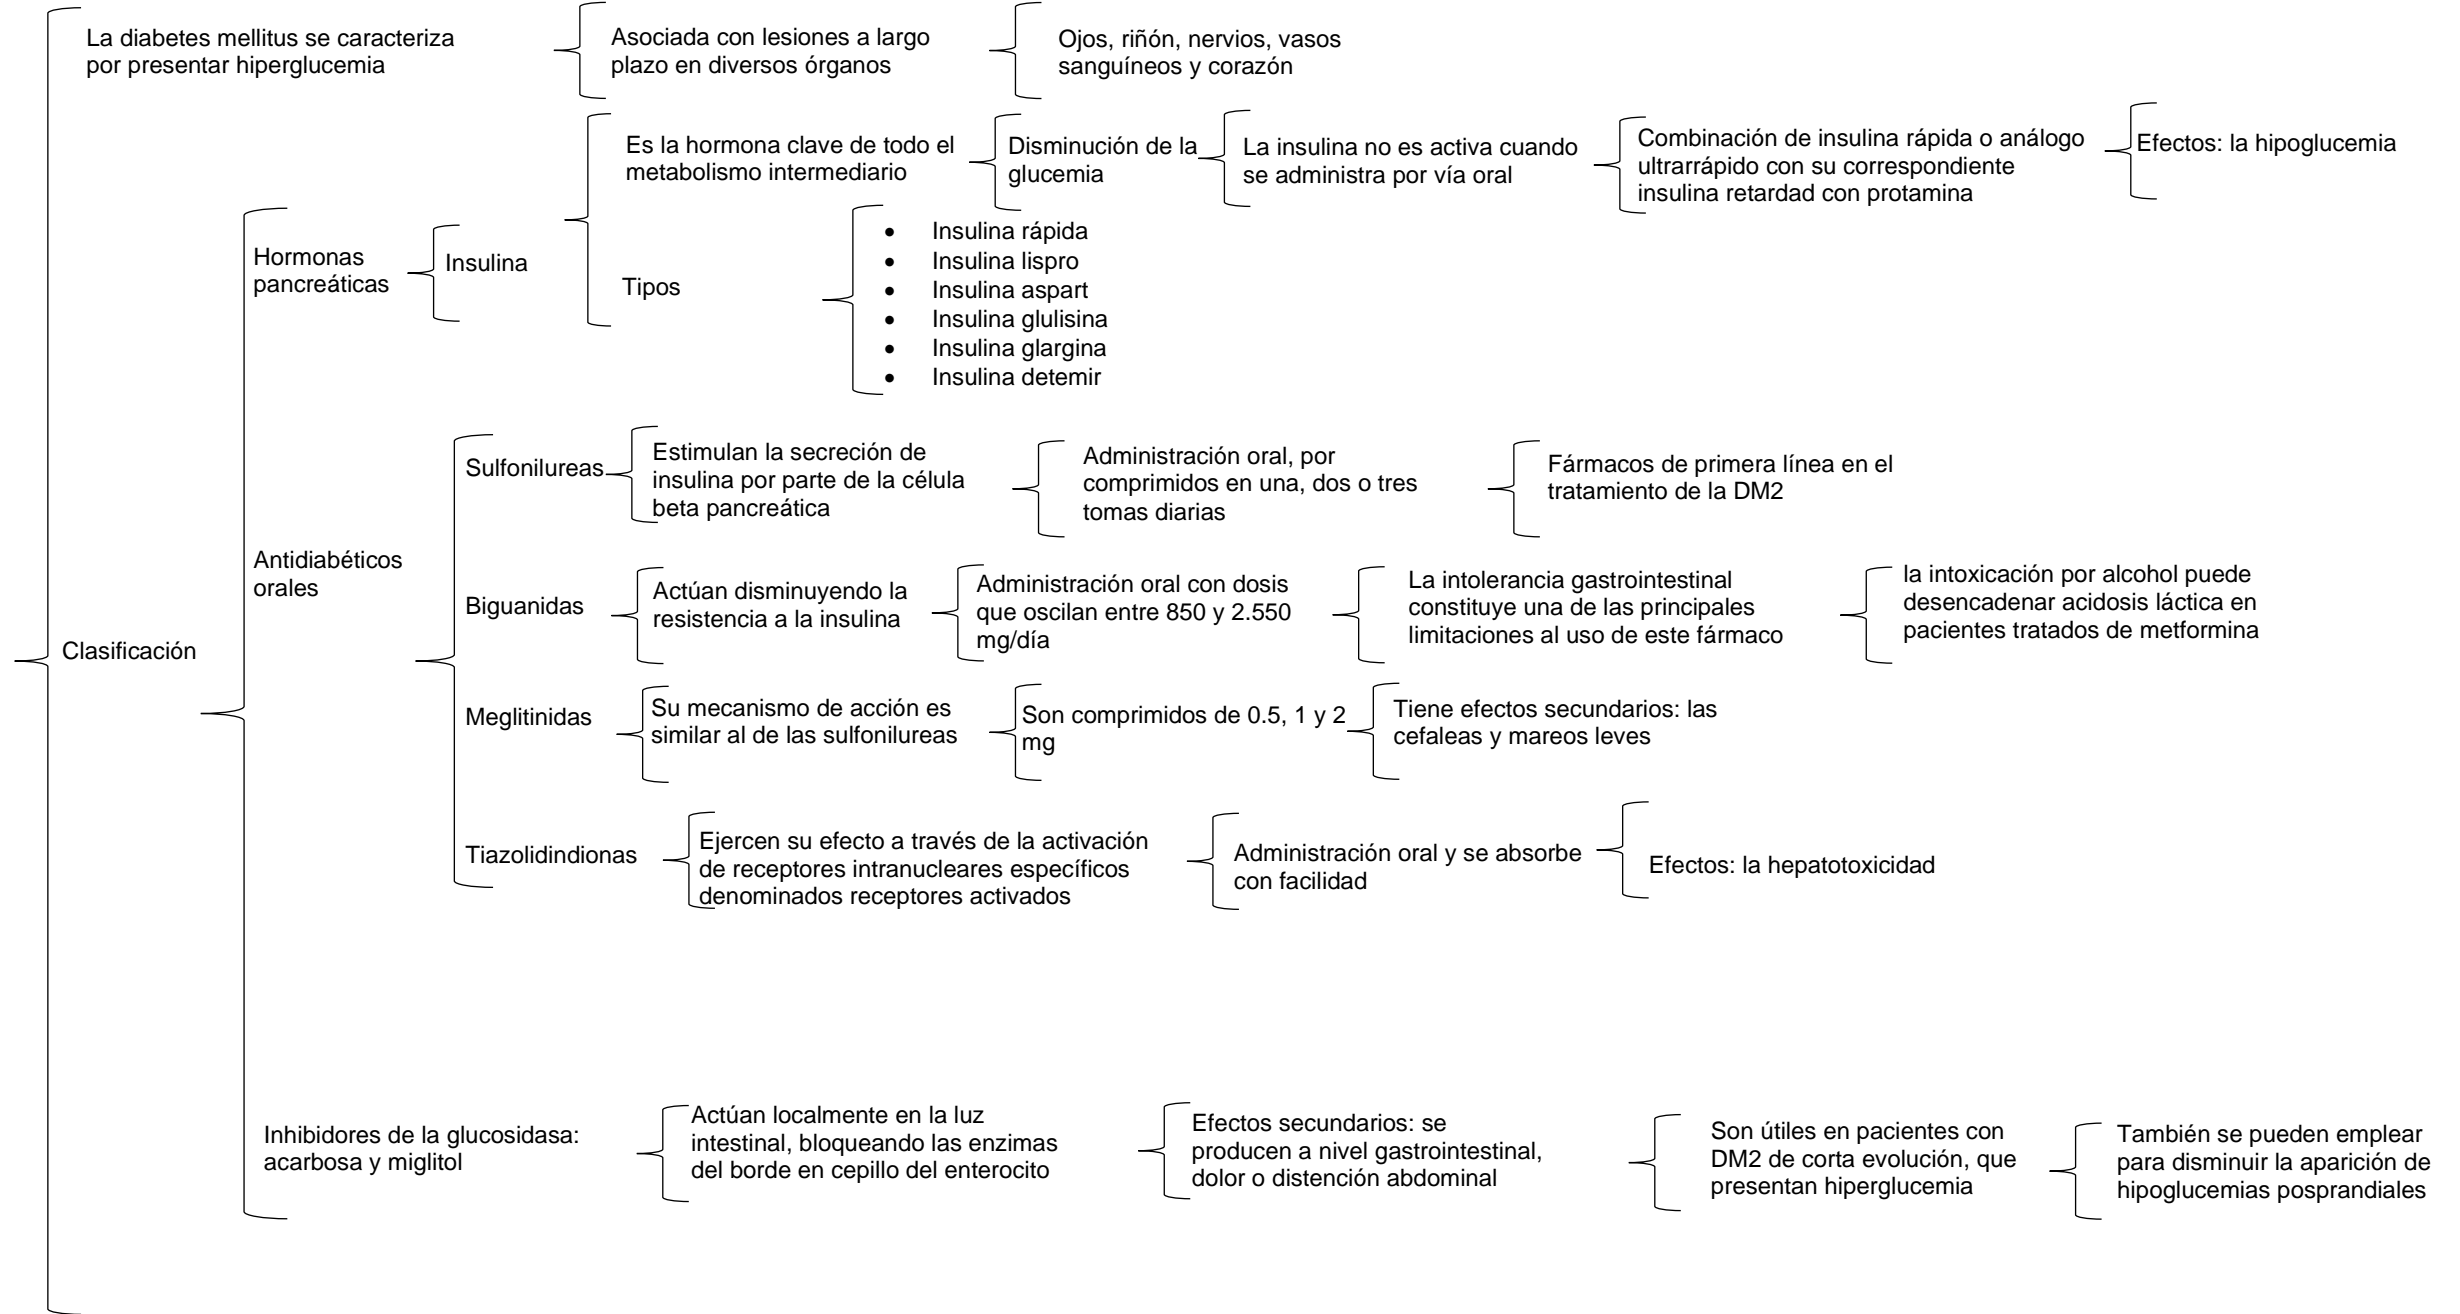 La diabetes mellitus se caracteriza
por presentar hiperglucemia
Asociada con lesiones a largo
plazo en diversos órganos
Ojos, riñón, nervios, vasos
sanguíneos y corazón
Clasificación
Hormonas
pancreáticas
Insulina
Es la hormona clave de todo el
metabolismo intermediario
Disminución de la
glucemia
La insulina no es activa cuando
se administra por vía oral
Combinación de insulina rápida o análogo
ultrarrápido con su correspondiente
insulina retardad con protamina
Efectos: la hipoglucemia
Tipos
• Insulina rápida
• Insulina lispro
• Insulina aspart
• Insulina glulisina
• Insulina glargina
• Insulina detemir
Antidiabéticos
orales
Sulfonilureas
Estimulan la secreción de
insulina por parte de la célula
beta pancreática
Administración oral, por
comprimidos en una, dos o tres
tomas diarias
Fármacos de primera línea en el
tratamiento de la DM2
Biguanidas
Actúan disminuyendo la
resistencia a la insulina
Administración oral con dosis
que oscilan entre 850 y 2.550
mg/día
La intolerancia gastrointestinal
constituye una de las principales
limitaciones al uso de este fármaco
la intoxicación por alcohol puede
desencadenar acidosis láctica en
pacientes tratados de metformina
Meglitinidas
Su mecanismo de acción es
similar al de las sulfonilureas
Son comprimidos de 0.5, 1 y 2
mg
Tiene efectos secundarios: las
cefaleas y mareos leves
Tiazolidindionas
Ejercen su efecto a través de la activación
de receptores intranucleares específicos
denominados receptores activados
Administración oral y se absorbe
con facilidad
Efectos: la hepatotoxicidad
Inhibidores de la glucosidasa:
acarbosa y miglitol
Actúan localmente en la luz
intestinal, bloqueando las enzimas
del borde en cepillo del enterocito
Efectos secundarios: se
producen a nivel gastrointestinal,
dolor o distención abdominal
Son útiles en pacientes con
DM2 de corta evolución, que
presentan hiperglucemia
También se pueden emplear
para disminuir la aparición de
hipoglucemias posprandiales